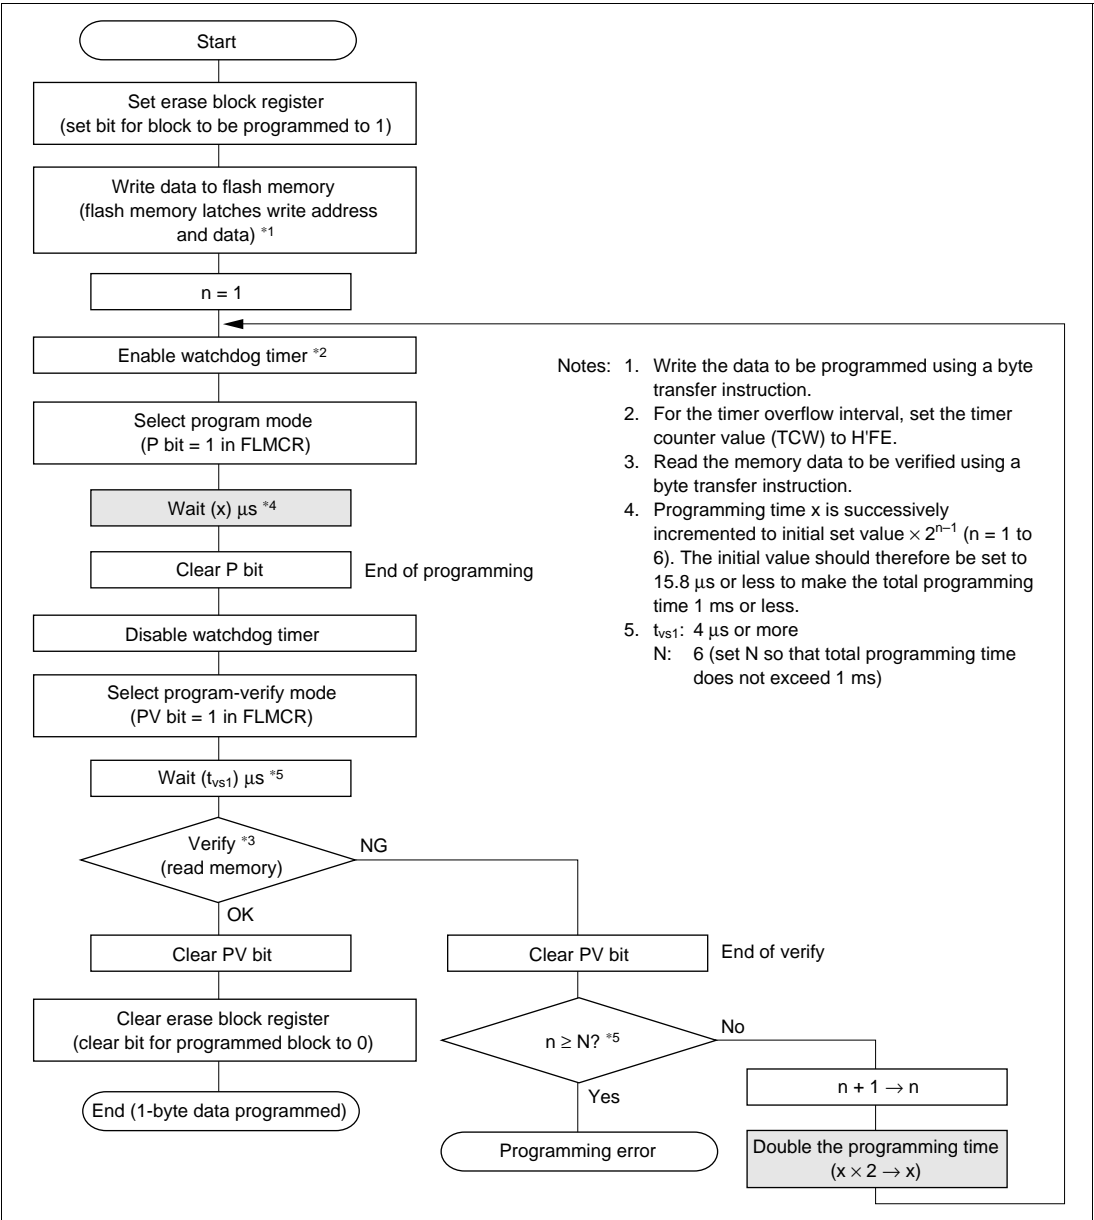 Start
Set erase block register
(set bit for block to be programmed to 1)
Write data to flash memory
(flash memory latches write address
and data) *1
n = 1
Enable watchdog timer *2
Select program mode
(P bit = 1 in FLMCR)
Wait (x) μs *4
Clear P bit
End of programming
Disable watchdog timer
Select program-verify mode
(PV bit = 1 in FLMCR)
Wait (tvs1) μs *5
Verify *3
(read memory)
NG
OK
Clear PV bit
Clear erase block register
(clear bit for programmed block to 0)
End (1-byte data programmed)
Clear PV bit
End of verify
n ≥ N? *5
No
Yes
Programming error
n + 1 → n
Double the programming time
(x × 2 → x)
Notes: 1. Write the data to be programmed using a byte
transfer instruction.
2. For the timer overflow interval, set the timer
counter value (TCW) to H'FE.
3. Read the memory data to be verified using a
byte transfer instruction.
4. Programming time x is successively
incremented to initial set value × 2^n–1 (n = 1 to
6). The initial value should therefore be set to
15.8 μs or less to make the total programming
time 1 ms or less.
5. tvs1: 4 μs or more
N: 6 (set N so that total programming time
does not exceed 1 ms)